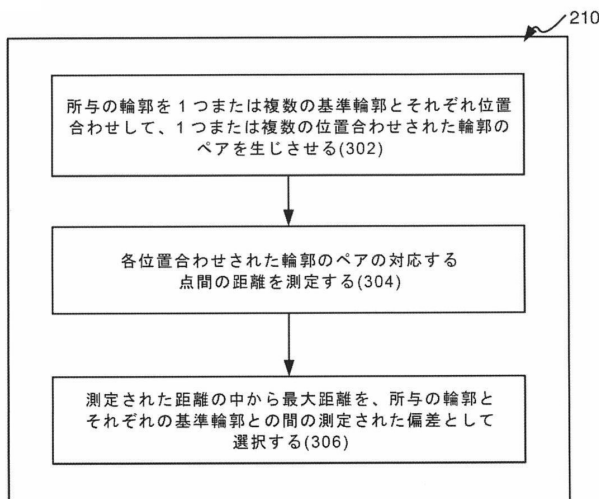 210
所与の輪郭を1つまたは複数の基準輪郭とそれぞれ位置
合わせして、1つまたは複数の位置合わせされた輪郭の
ペアを生じさせる(302)
各位置合わせされた輪郭のペアの対応する
点間の距離を測定する(304)
測定された距離の中から最大距離を、所与の輪郭と
それぞれの基準輪郭との間の測定された偏差として
選択する(306)